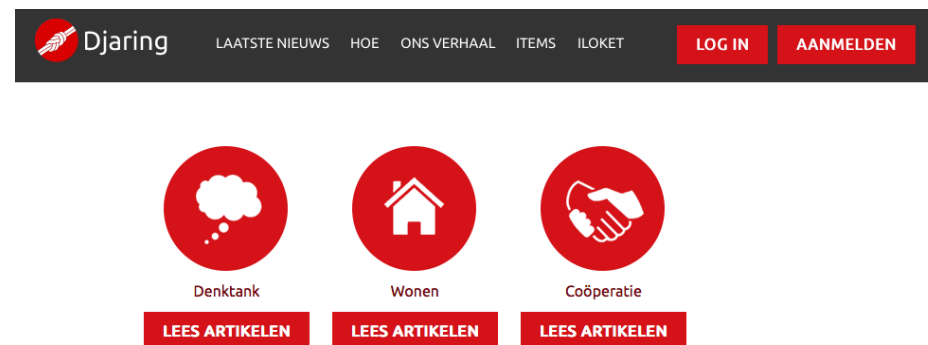 Djaring LAATSTE NIEUWS HOE ONS VERHAAL ITEMS ILOKET LOG IN AANMELDEN
Denktank Wonen Coöperatie
LEES ARTIKELEN LEES ARTIKELEN LEES ARTIKELEN